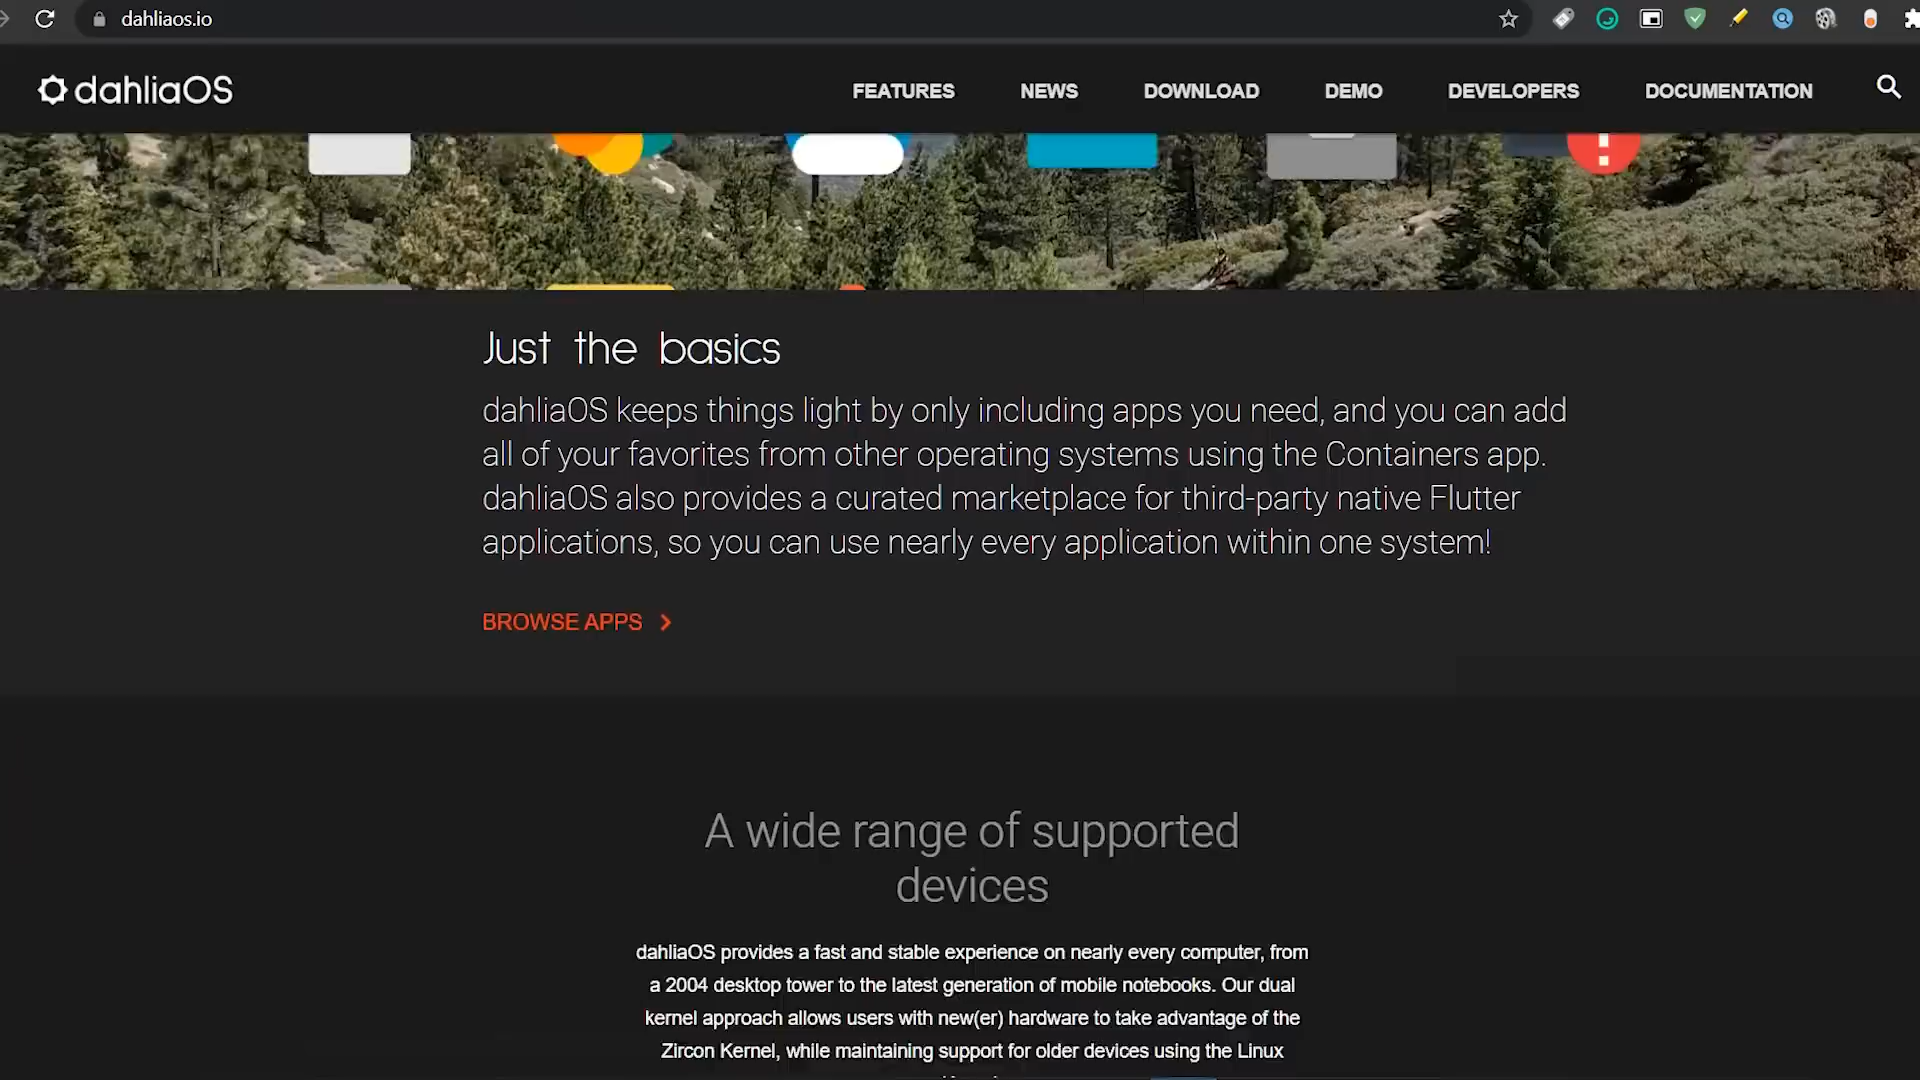 dahliaos.io
dahliaOS
FEATURES
NEWS
DOWNLOAD
DEMO
DEVELOPERS
DOCUMENTATION
Just the basics
dahliaOS keeps things light by only including apps you need, and you can add
all of your favorites from other operating systems using the Containers app.
dahliaOS also provides a curated marketplace for third-party native Flutter
applications, so you can use nearly every application within one system!
BROWSE APPS
A wide range of supported
devices
dahliaOS provides a fast and stable experience on nearly every computer, from
a 2004 desktop tower to the latest generation of mobile notebooks. Our dual
kernel approach allows users with new(er) hardware to take advantage of the
Zircon Kernel, while maintaining support for older devices using the Linux